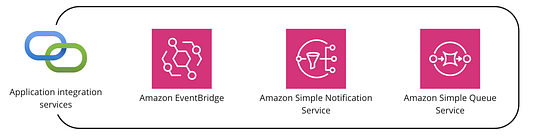 Application integration
services
Amazon EventBridge
Amazon Simple Notification
Service
Amazon Simple Queue
Service